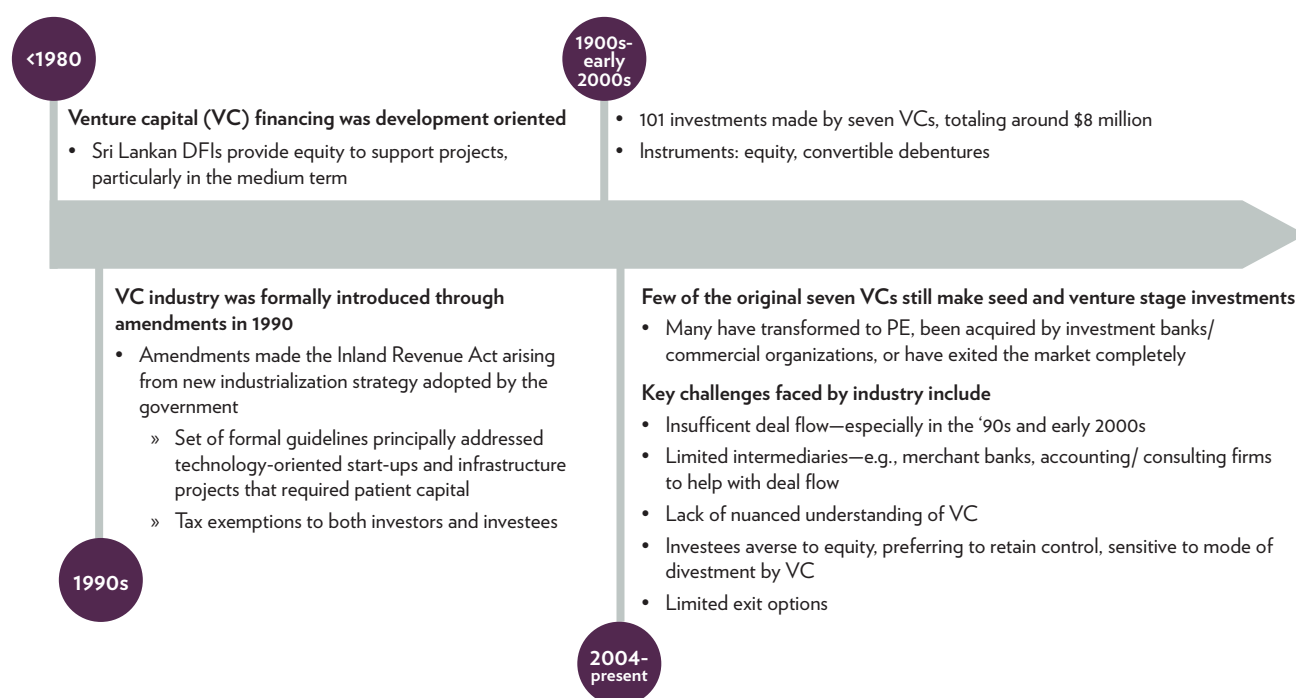 <1980
Venture capital (VC) financing was development oriented
• Sri Lankan DFIs provide equity to support projects,
particularly in the medium term
1900s-
early
2000s
• 101 investments made by seven VCs, totaling around $8 million
• Instruments: equity, convertible debentures
VC industry was formally introduced through
amendments in 1990
• Amendments made the Inland Revenue Act arising
from new industrialization strategy adopted by the
government
» Set of formal guidelines principally addressed
technology-oriented start-ups and infrastructure
projects that required patient capital
» Tax exemptions to both investors and investees
1990s
Few of the original seven VCs still make seed and venture stage investments
• Many have transformed to PE, been acquired by investment banks/
commercial organizations, or have exited the market completely
Key challenges faced by industry include
• Insufficent deal flow—especially in the ‘90s and early 2000s
• Limited intermediaries—e.g., merchant banks, accounting/ consulting firms
to help with deal flow
• Lack of nuanced understanding of VC
• Investees averse to equity, preferring to retain control, sensitive to mode of
divestment by VC
• Limited exit options
2004-
present